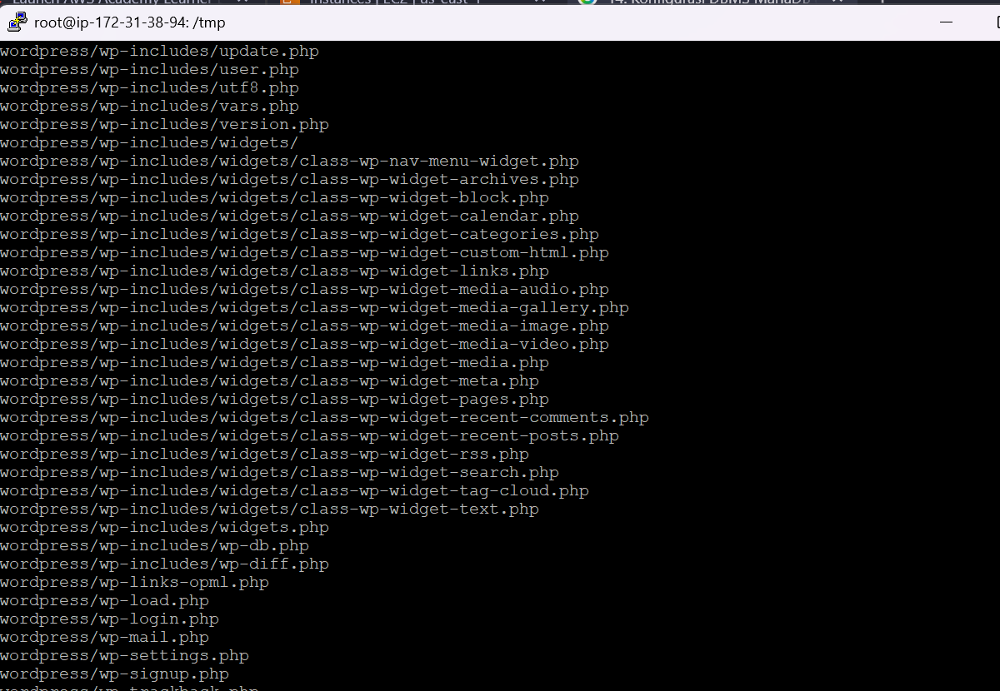 Launch AWS Academy Learner
Instances | EC2 | us-east-1
14. Konfigurasi DBMS MariaDB
root@ip-172-31-38-94: /tmp
wordpress/wp-includes/update.php
wordpress/wp-includes/user.php
wordpress/wp-includes/utf8.php
wordpress/wp-includes/vars.php
wordpress/wp-includes/version.php
wordpress/wp-includes/widgets/
wordpress/wp-includes/widgets/class-wp-nav-menu-widget.php
wordpress/wp-includes/widgets/class-wp-widget-archives.php
wordpress/wp-includes/widgets/class-wp-widget-block.php
wordpress/wp-includes/widgets/class-wp-widget-calendar.php
wordpress/wp-includes/widgets/class-wp-widget-categories.php
wordpress/wp-includes/widgets/class-wp-widget-custom-html.php
wordpress/wp-includes/widgets/class-wp-widget-links.php
wordpress/wp-includes/widgets/class-wp-widget-media-audio.php
wordpress/wp-includes/widgets/class-wp-widget-media-gallery.php
wordpress/wp-includes/widgets/class-wp-widget-media-image.php
wordpress/wp-includes/widgets/class-wp-widget-media-video.php
wordpress/wp-includes/widgets/class-wp-widget-media.php
wordpress/wp-includes/widgets/class-wp-widget-meta.php
wordpress/wp-includes/widgets/class-wp-widget-pages.php
wordpress/wp-includes/widgets/class-wp-widget-recent-comments.php
wordpress/wp-includes/widgets/class-wp-widget-recent-posts.php
wordpress/wp-includes/widgets/class-wp-widget-rss.php
wordpress/wp-includes/widgets/class-wp-widget-search.php
wordpress/wp-includes/widgets/class-wp-widget-tag-cloud.php
wordpress/wp-includes/widgets/class-wp-widget-text.php
wordpress/wp-includes/widgets.php
wordpress/wp-includes/wp-db.php
wordpress/wp-includes/wp-diff.php
wordpress/wp-links-opml.php
wordpress/wp-load.php
wordpress/wp-login.php
wordpress/wp-mail.php
wordpress/wp-settings.php
wordpress/wp-signup.php
wordpress/wp-trackback.php